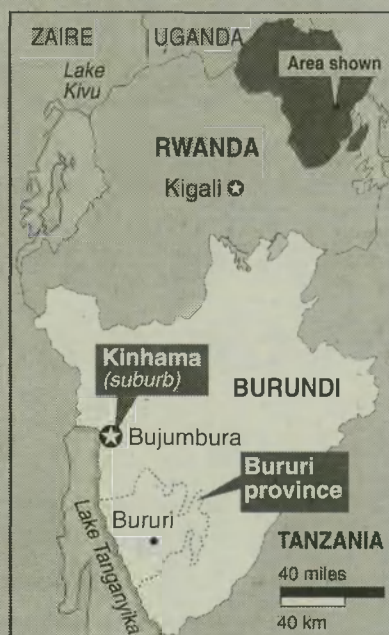 ZAIRE
UGANDA
Area shown
Lake
Kivu
RWANDA
Kigali
Kinhama
(suburb)
BURUNDI
Bujumbura
Bururi
province
Bururi
Lake Tanganyika
TANZANIA
40 miles
40 km